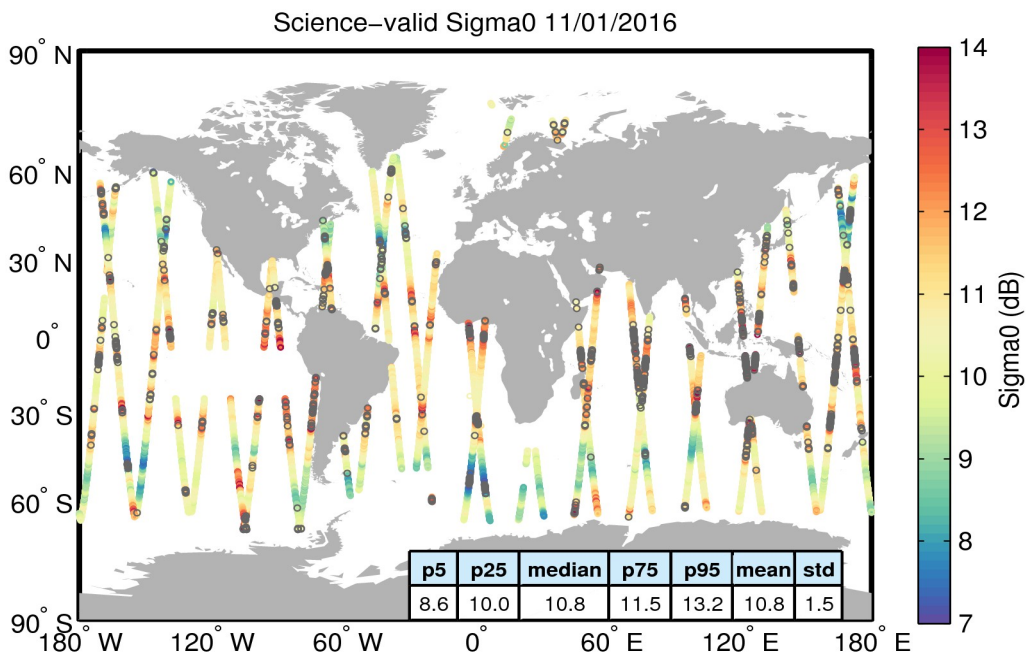 Science−valid Sigma0 11/01/2016
90° N
60° N
30° N
0°
30° S
60° S
90° S
180° W
120° W
60° W
0°
60° E
120° E
180° E
p5 p25 median p75 p95 mean std
8.6 10.0 10.8 11.5 13.2 10.8 1.5
14
13
12
11
10
9
8
7
Sigma0 (dB)